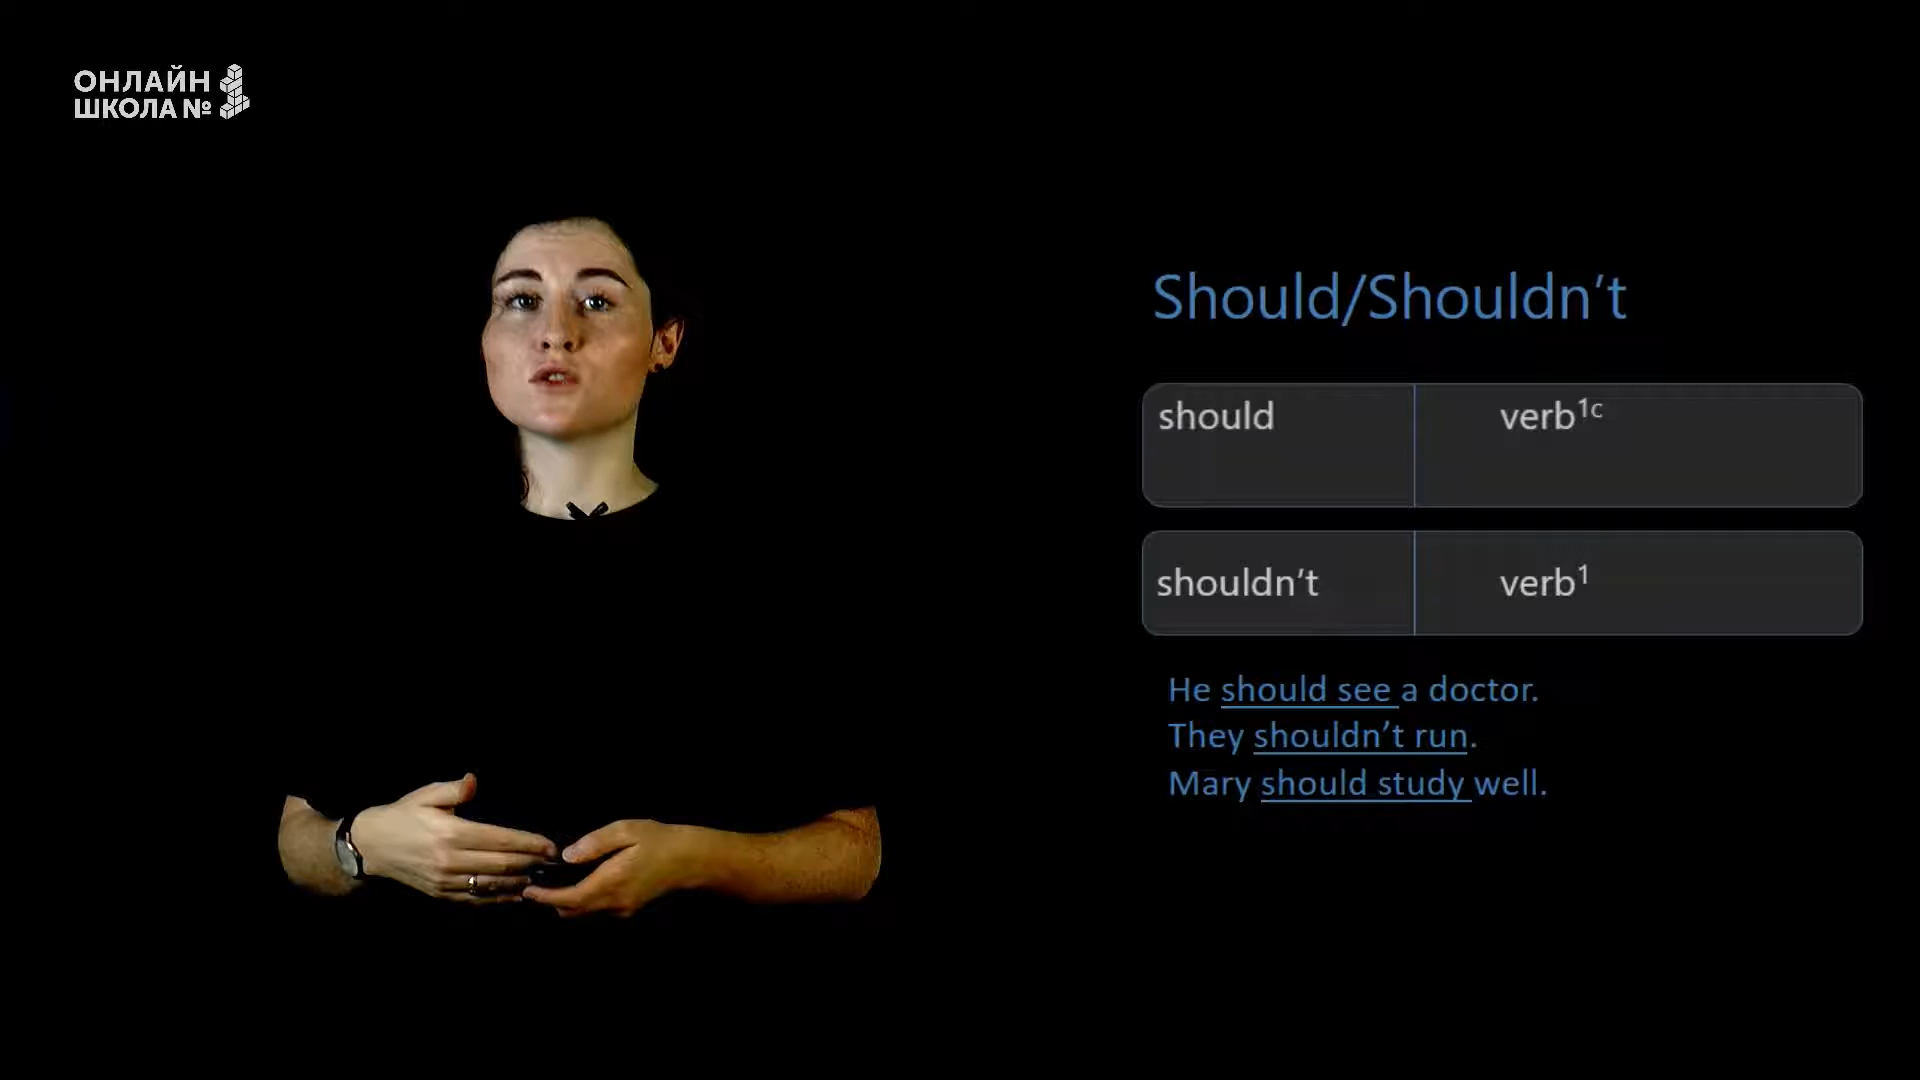 ОНЛАЙН
ШКОЛА №1
Should/Shouldn’t
should verb¹ᶜ
shouldn’t verb¹
He should see a doctor.
They shouldn’t run.
Mary should study well.